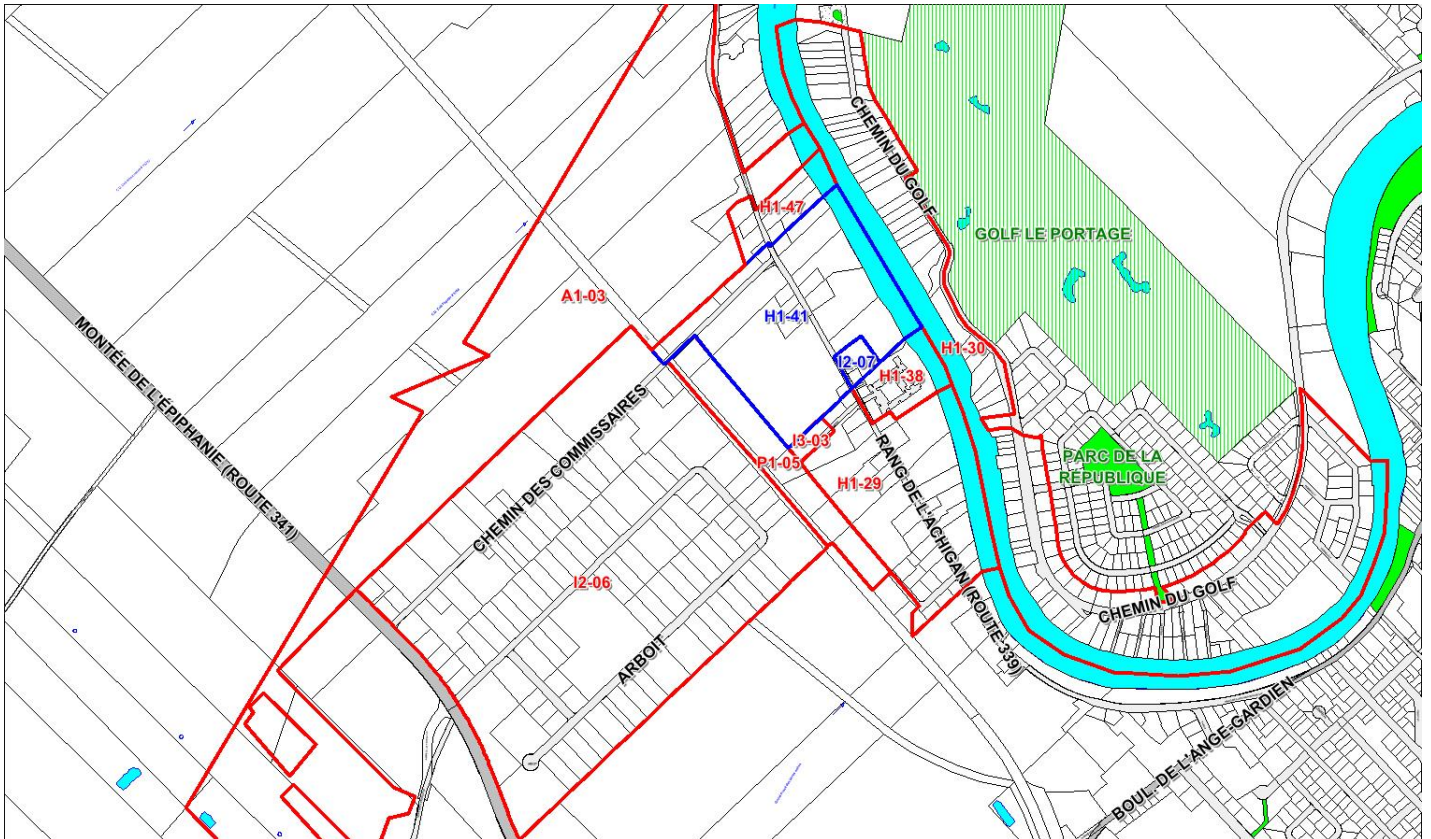 CHEMIN DU GOLF
H1-47
GOLF LE PORTAGE
A1-03
H1-41
MONTÉE DE L'ÉPIPHANIE (ROUTE 341)
H1-30
I2-07
H1-38
CHEMIN DES COMMISSAIRES
I3-03
P1-05
PARC DE LA
RÉPUBLIQUE
H1-29
RANG DE L'ACHIGAN (ROUTE 339)
I2-06
CHEMIN DU GOLF
ARBOIT
BOUL. DE L'ANGE-GARDIEN